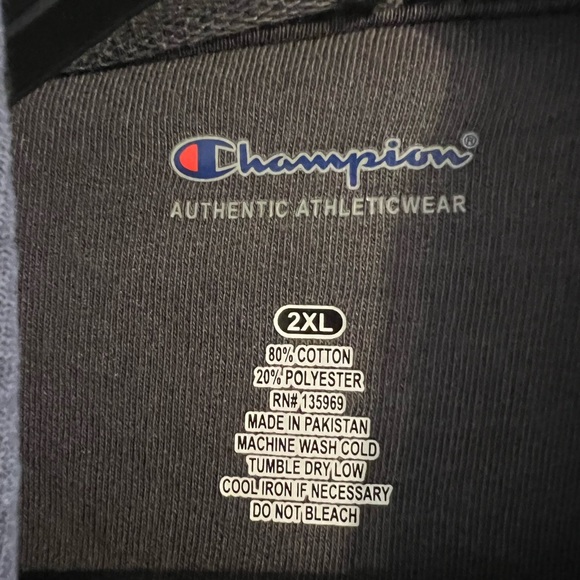 Champion®
AUTHENTIC ATHLETICWEAR
2XL
80% COTTON
20% POLYESTER
RN# 135969
MADE IN PAKISTAN
MACHINE WASH COLD
TUMBLE DRY LOW
COOL IRON IF NECESSARY
DO NOT BLEACH